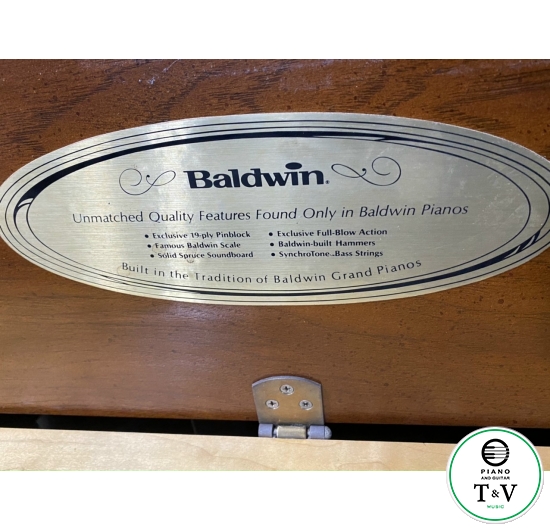 Baldwin®
Unmatched Quality Features Found Only in Baldwin Pianos
• Exclusive 19-ply Pinblock • Exclusive Full-Blow Action
• Famous Baldwin Scale • Baldwin-built Hammers
• Solid Spruce Soundboard • SynchroTone™ Bass Strings
Built in the Tradition of Baldwin Grand Pianos
PIANO
AND GUITAR
T&V
MUSIC